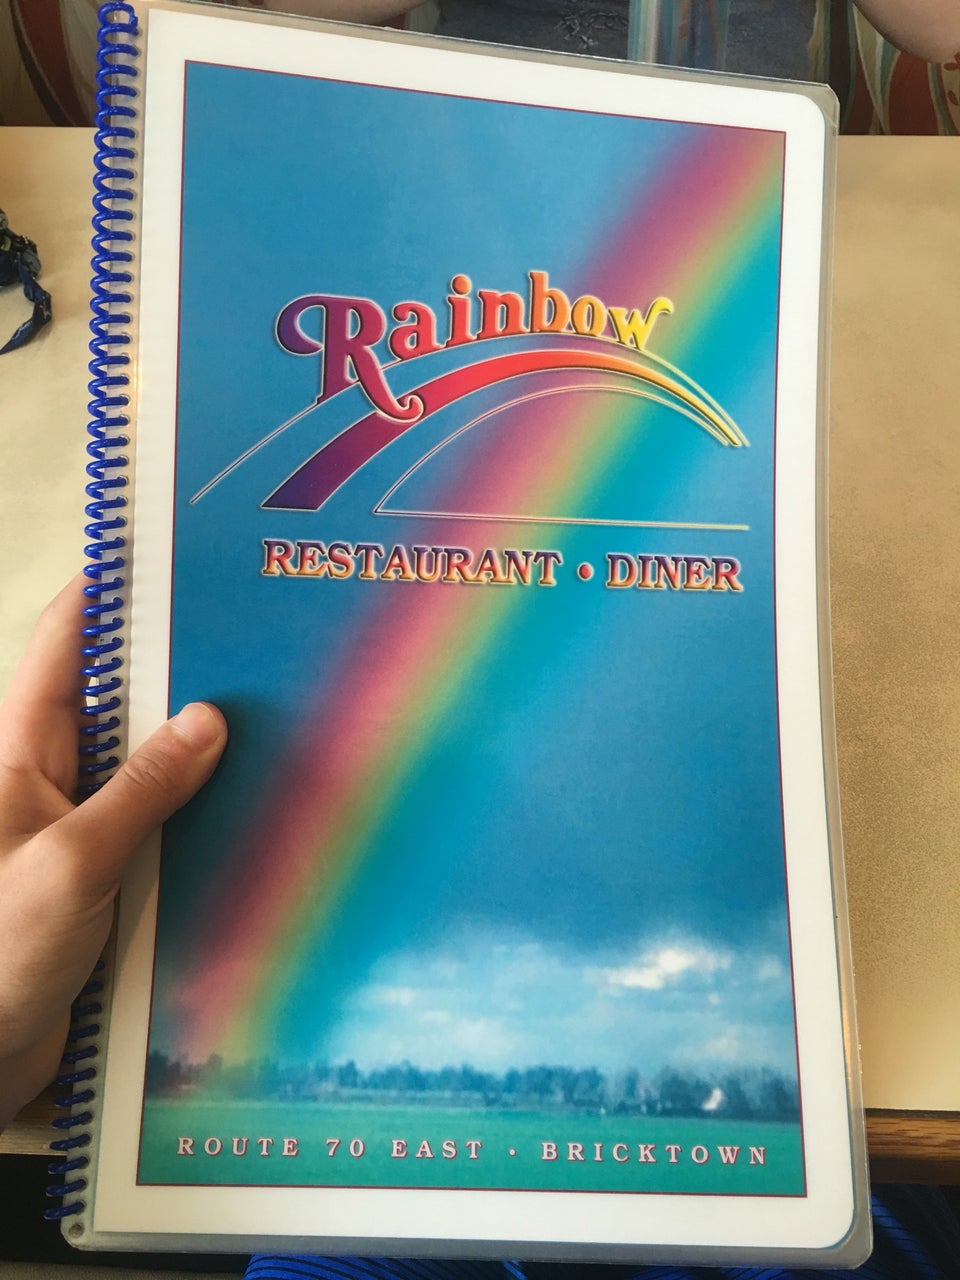 Rainbow
RESTAURANT • DINER
ROUTE 70 EAST • BRICKTOWN